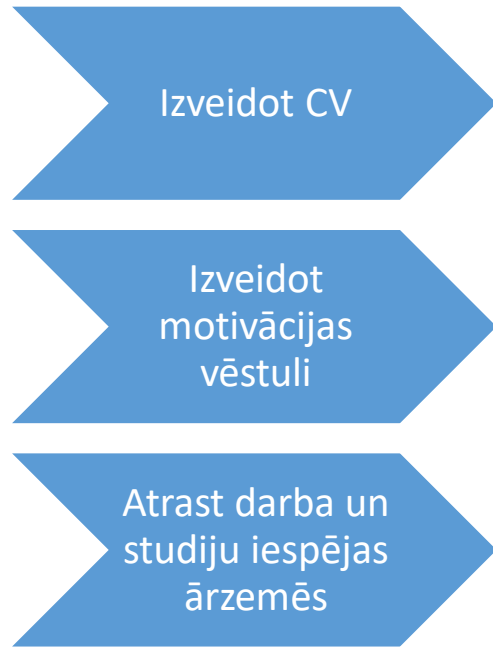 Izveidot CV
Izveidot
motivācijas
vēstuli
Atrast darba un
studiju iespējas
ārzemēs